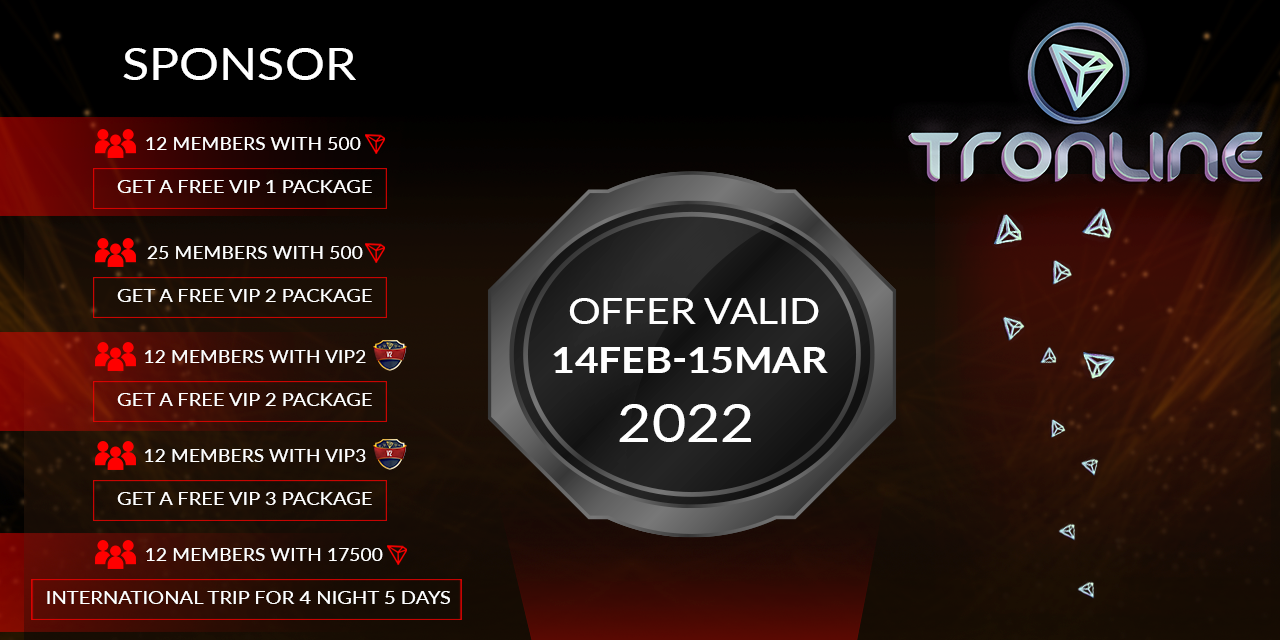 SPONSOR
12 MEMBERS WITH 500
GET A FREE VIP 1 PACKAGE
25 MEMBERS WITH 500
GET A FREE VIP 2 PACKAGE
12 MEMBERS WITH VIP2
V2
GET A FREE VIP 2 PACKAGE
12 MEMBERS WITH VIP3
V2
GET A FREE VIP 3 PACKAGE
12 MEMBERS WITH 17500
INTERNATIONAL TRIP FOR 4 NIGHT 5 DAYS
OFFER VALID
14FEB-15MAR
2022
TRONLINE